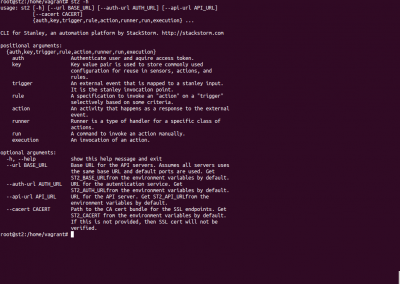 root@st2:/home/vagrant# st2 -h
usage: st2 [-h] [--url BASE_URL] [--auth-url AUTH_URL] [--api-url API_URL]
[--cacert CACERT]
{auth,key,trigger,rule,action,runner,run,execution} ...
CLI for Stanley, an automation platform by StackStorm. http://stackstorm.com
positional arguments:
{auth,key,trigger,rule,action,runner,run,execution}
auth Authenticate user and aquire access token.
key Key value pair is used to store commonly used
configuration for reuse in sensors, actions, and
rules.
trigger An external event that is mapped to a stanley input.
It is the stanley invocation point.
rule A specification to invoke an "action" on a "trigger"
selectively based on some criteria.
action An activity that happens as a response to the external
event.
runner Runner is a type of handler for a specific class of
actions.
run A command to invoke an action manually.
execution An invocation of an action.
optional arguments:
-h, --help show this help message and exit
--url BASE_URL Base URL for the API servers. Assumes all servers uses
the same base URL and default ports are used. Get
ST2_BASE_URLfrom the environment variables by default.
--auth-url AUTH_URL URL for the autentication service. Get
ST2_AUTH_URLfrom the environment variables by default.
--api-url API_URL URL for the API server. Get ST2_API_URLfrom the
environment variables by default.
--cacert CACERT Path to the CA cert bundle for the SSL endpoints. Get
ST2_CACERT from the environment variables by default.
If this is not provided, then SSL cert will not be
verified.
root@st2:/home/vagrant#